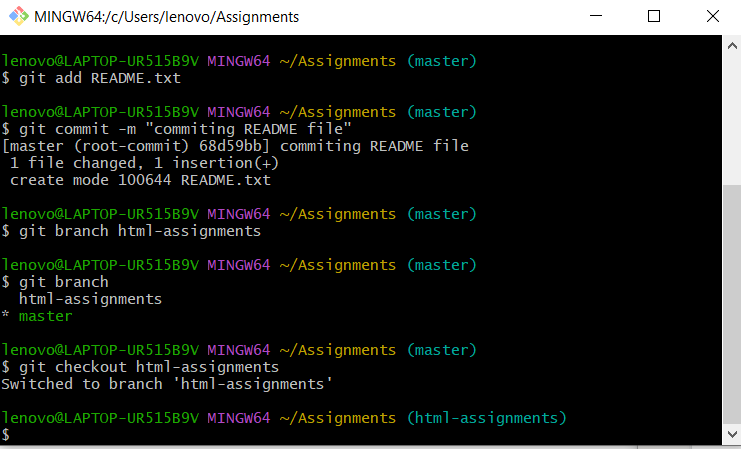 MINGW64:/c/Users/lenovo/Assignments
lenovo@LAPTOP-UR515B9V MINGW64 ~/Assignments (master)
$ git add README.txt
lenovo@LAPTOP-UR515B9V MINGW64 ~/Assignments (master)
$ git commit -m "commiting README file"
[master (root-commit) 68d59bb] commiting README file
 1 file changed, 1 insertion(+)
 create mode 100644 README.txt
lenovo@LAPTOP-UR515B9V MINGW64 ~/Assignments (master)
$ git branch html-assignments
lenovo@LAPTOP-UR515B9V MINGW64 ~/Assignments (master)
$ git branch
  html-assignments
* master
lenovo@LAPTOP-UR515B9V MINGW64 ~/Assignments (master)
$ git checkout html-assignments
Switched to branch 'html-assignments'
lenovo@LAPTOP-UR515B9V MINGW64 ~/Assignments (html-assignments)
$